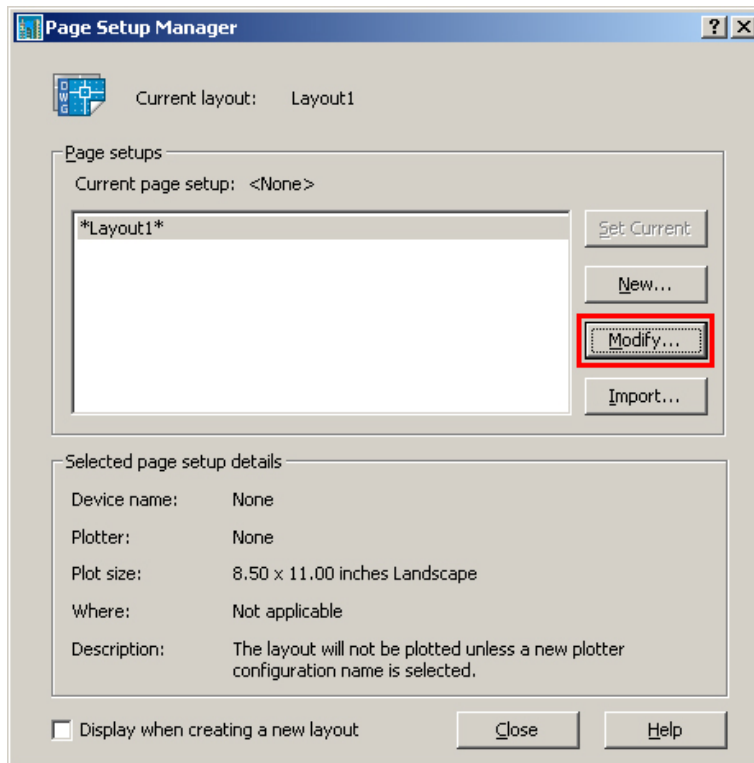 Page Setup Manager
DWG
Current layout: Layout1
Page setups
Current page setup: <None>
*Layout1*
Set Current
New...
Modify...
Import...
Selected page setup details
Device name: None
Plotter: None
Plot size: 8.50 x 11.00 inches Landscape
Where: Not applicable
Description: The layout will not be plotted unless a new plotter
configuration name is selected.
Display when creating a new layout
Close
Help